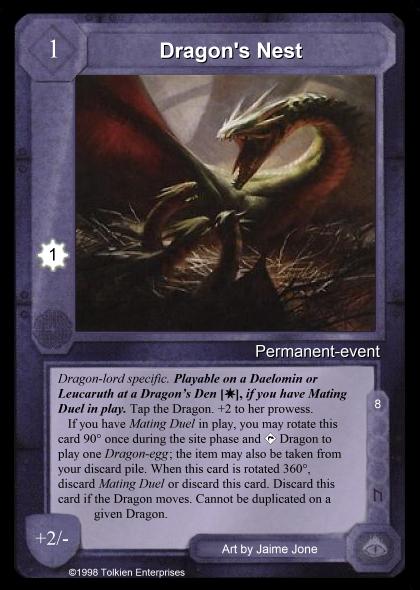 1
Dragon's Nest
1
Permanent-event
Dragon-lord specific. Playable on a Daelomin or
Leucaruth at a Dragon's Den [✷], if you have Mating
Duel in play. Tap the Dragon. +2 to her prowess.
If you have Mating Duel in play, you may rotate this
card 90° once during the site phase and Dragon to
play one Dragon-egg; the item may also be taken from
your discard pile. When this card is rotated 360°,
discard Mating Duel or discard this card. Discard this
card if the Dragon moves. Cannot be duplicated on a
given Dragon.
8
+2/-
Art by Jaime Jone
©1998 Tolkien Enterprises